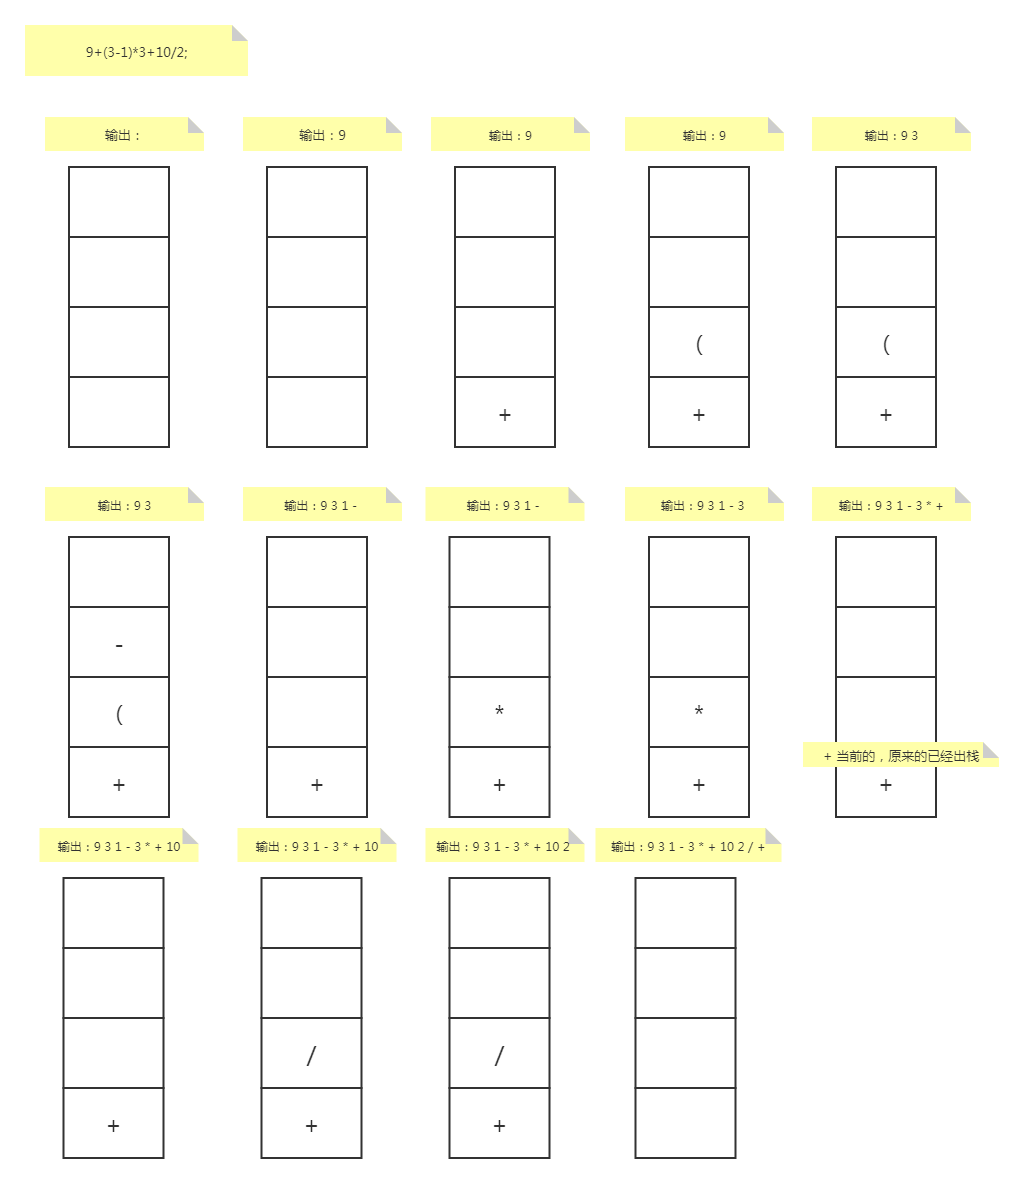 9+(3-1)*3+10/2;
输出：
输出：9
输出：9
输出：9
输出：9 3
(
(
+
+
+
输出：9 3
输出：9 3 1 -
输出：9 3 1 -
输出：9 3 1 - 3
输出：9 3 1 - 3 * +
-
(
*
*
+ 当前的，原来的已经出栈
+
+
+
+
+
输出：9 3 1 - 3 * + 10
输出：9 3 1 - 3 * + 10
输出：9 3 1 - 3 * + 10 2
输出：9 3 1 - 3 * + 10 2 / +
/
/
+
+
+